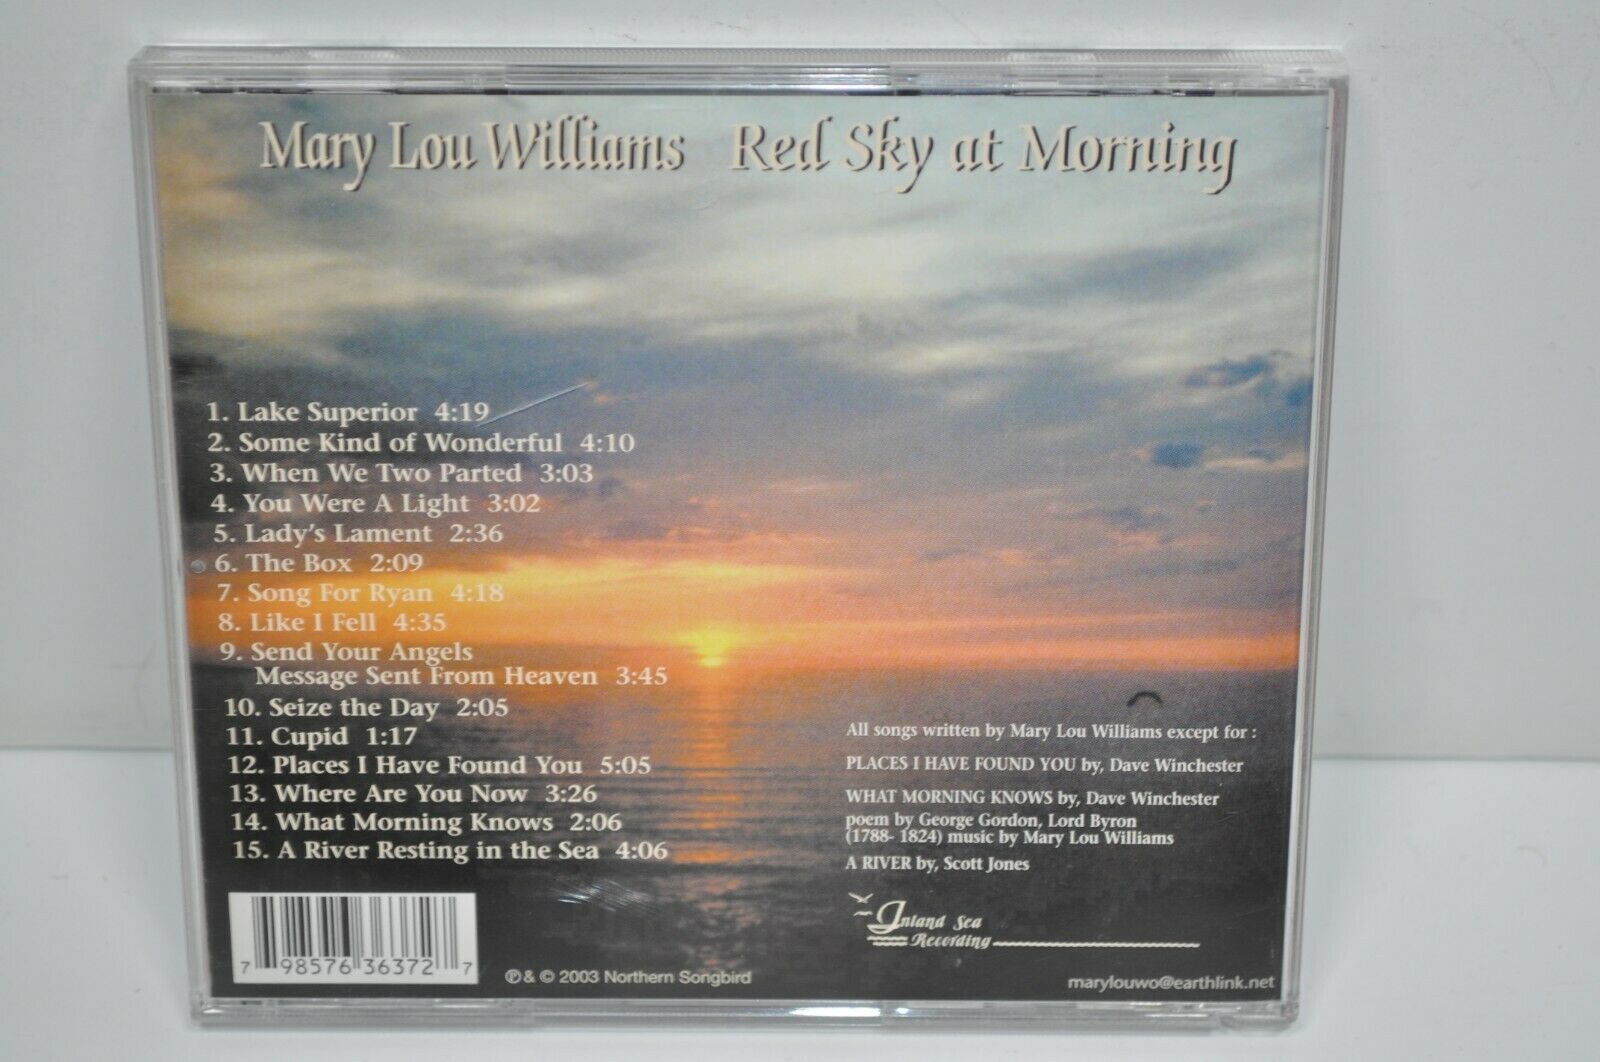 Mary Lou Williams Red Sky at Morning
1. Lake Superior 4:19
2. Some Kind of Wonderful 4:10
3. When We Two Parted 3:03
4. You Were A Light 3:02
5. Lady's Lament 2:36
6. The Box 2:09
7. Song For Ryan 4:18
8. Like I Fell 4:35
9. Send Your Angels
Message Sent From Heaven 3:45
10. Seize the Day 2:05
11. Cupid 1:17
12. Places I Have Found You 5:05
13. Where Are You Now 3:26
14. What Morning Knows 2:06
15. A River Resting in the Sea 4:06
All songs written by Mary Lou Williams except for :
PLACES I HAVE FOUND YOU by, Dave Winchester
WHAT MORNING KNOWS by, Dave Winchester
poem by George Gordon, Lord Byron
(1788- 1824) music by Mary Lou Williams
A RIVER by, Scott Jones
Inland Sea
Recording
7 98576 36372 7
℗& © 2003 Northern Songbird
marylouwo@earthlink.net